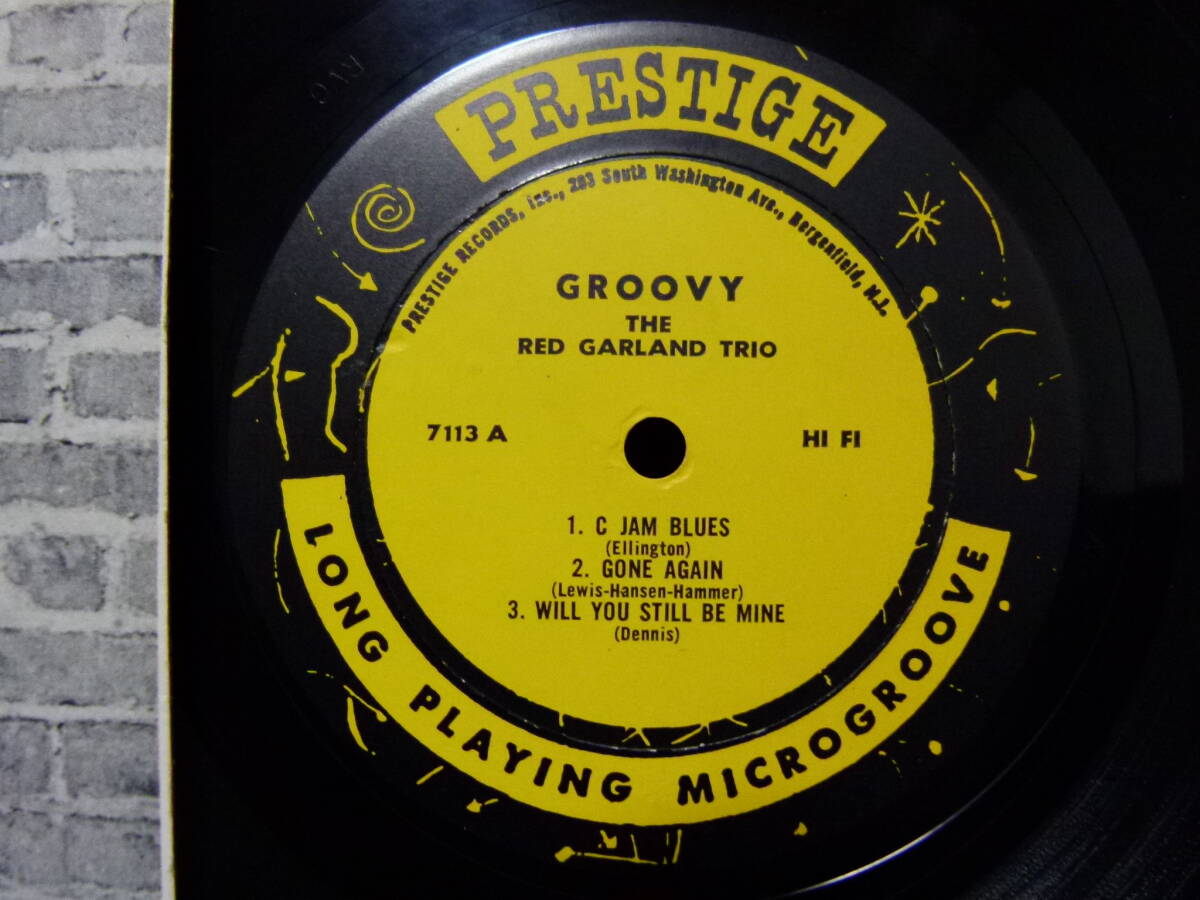 PRESTIGE
PRESTIGE RECORDS, Inc., 203 South Washington Ave., Bergenfield, N.J.
GROOVY
THE
RED GARLAND TRIO
7113 A
HI FI
1. C JAM BLUES
(Ellington)
2. GONE AGAIN
(Lewis-Hansen-Hammer)
3. WILL YOU STILL BE MINE
(Dennis)
LONG PLAYING MICROGROOVE
RVG